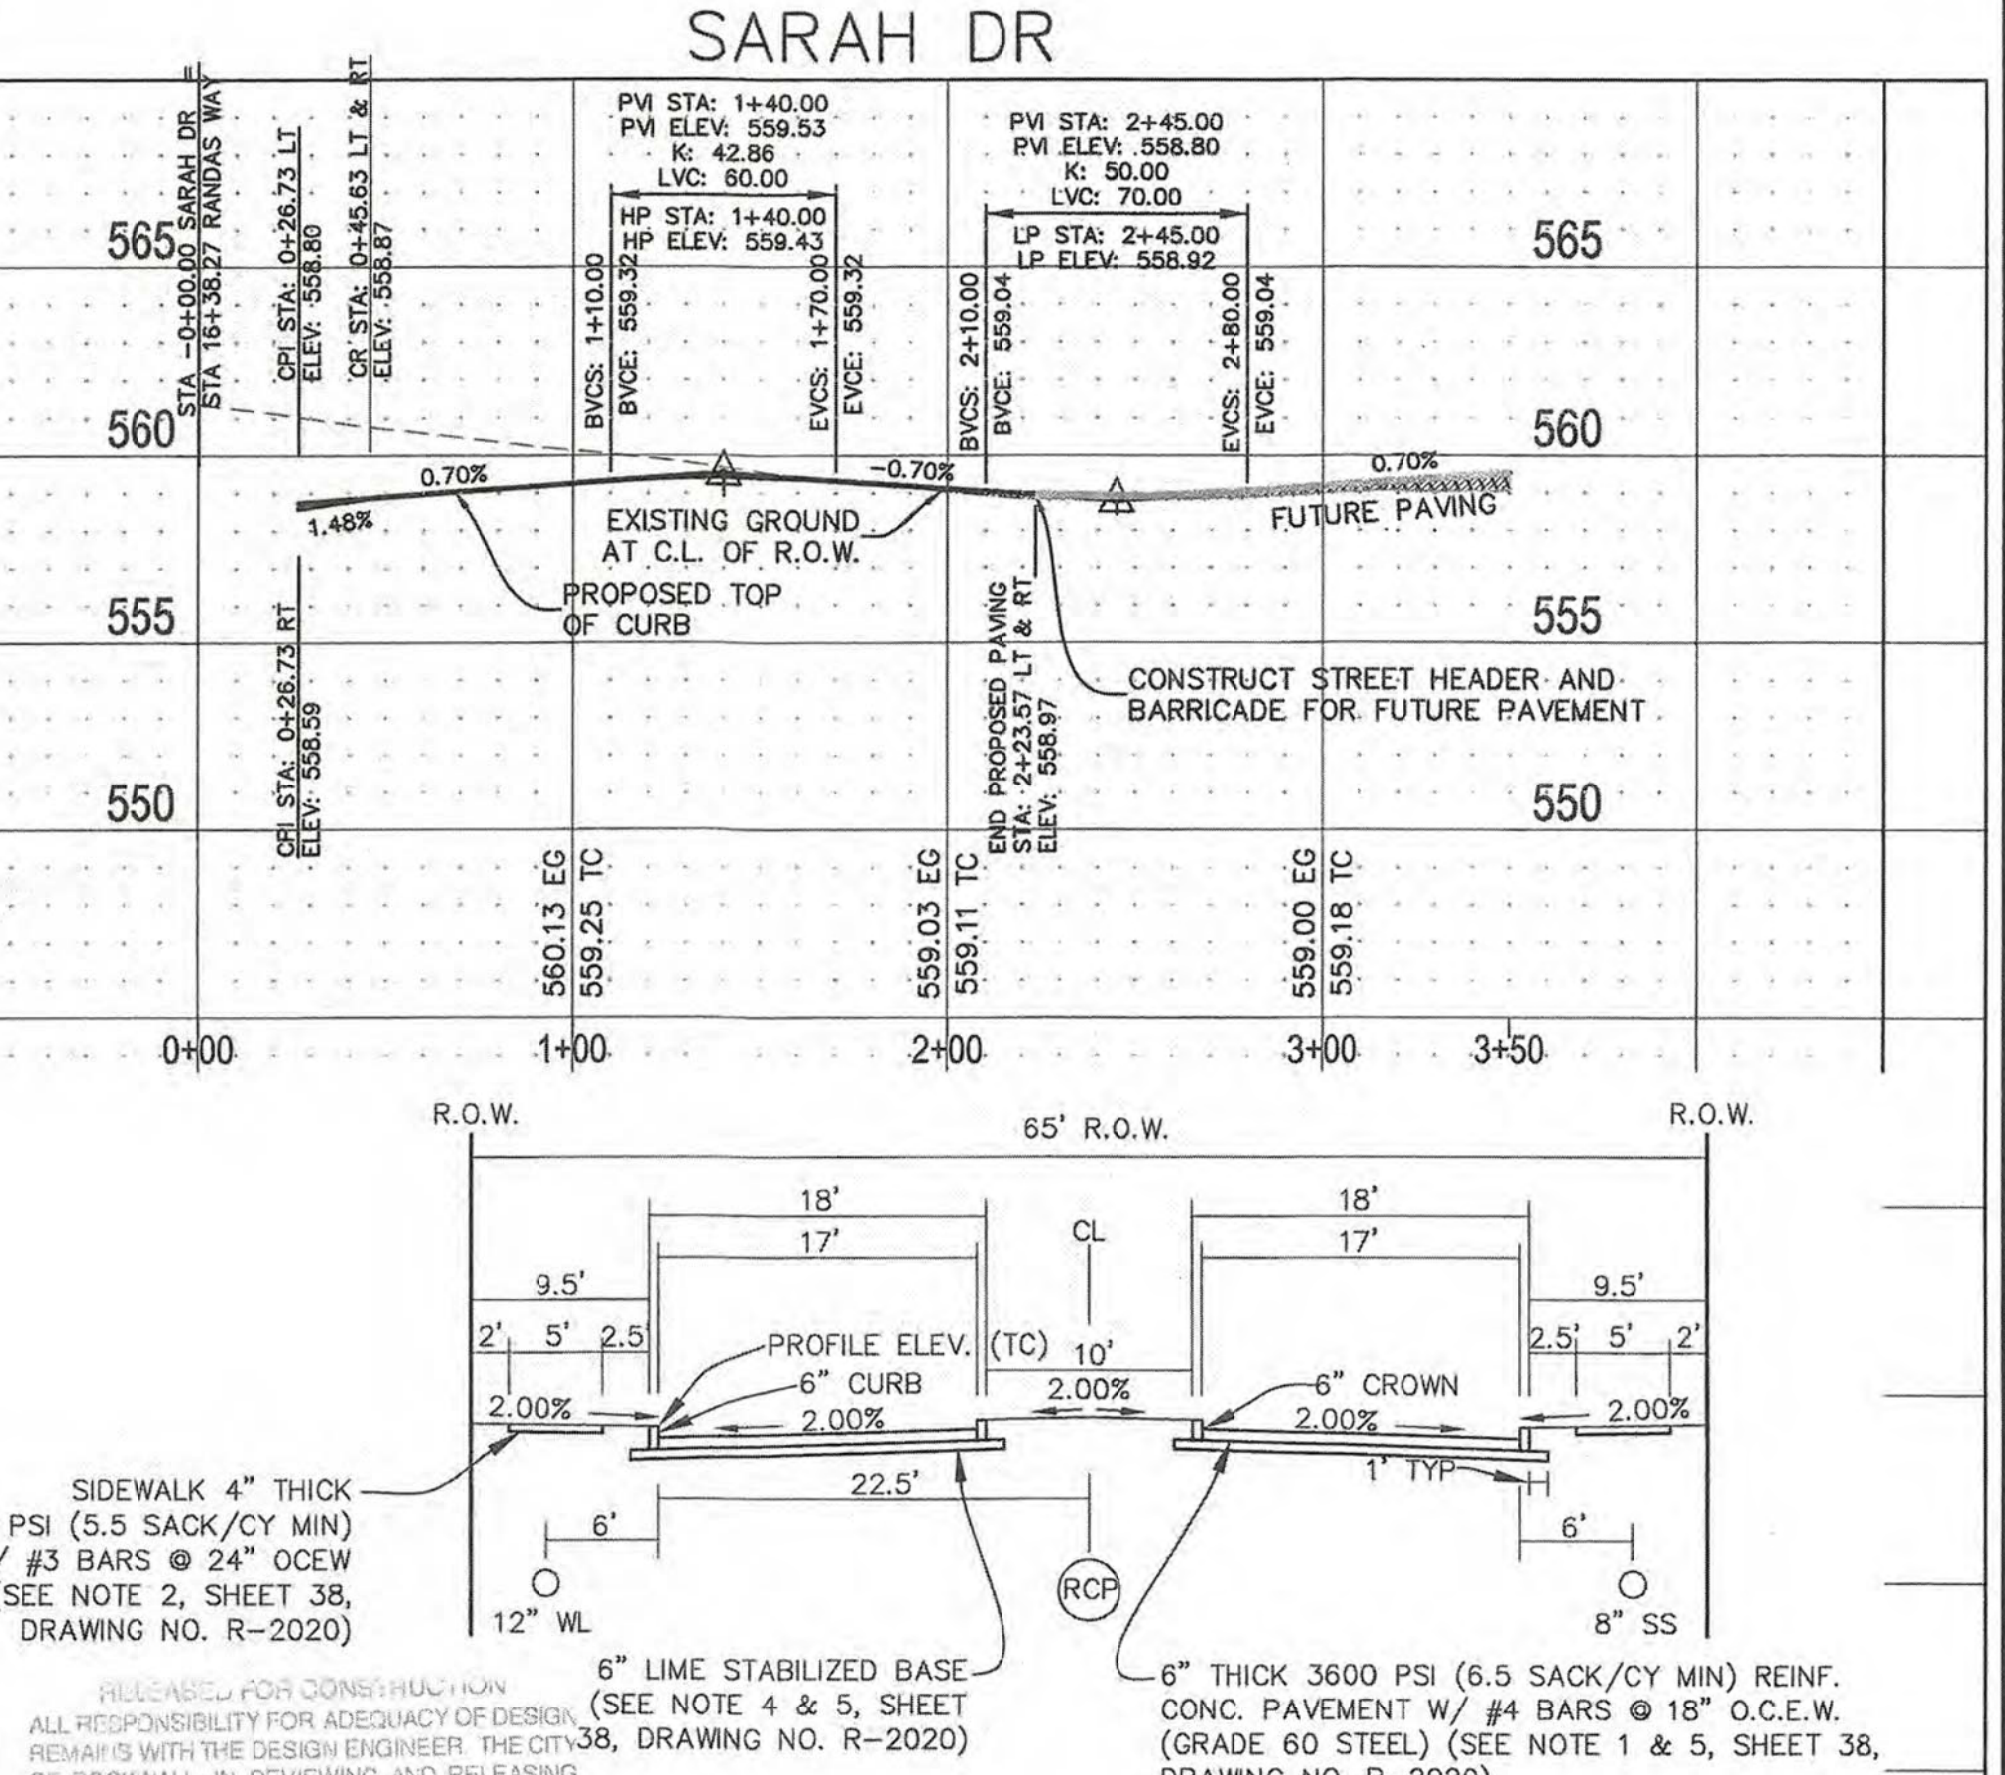 SARAH DR
STA -0+00.00 SARAH DR =
STA 16+38.27 RANDAS WAY
CPI STA: 0+26.73 LT
ELEV: 558.80
CR STA: 0+45.63 LT & RT
ELEV: 558.87
PVI STA: 1+40.00
PVI ELEV: 559.53
K: 42.86
LVC: 60.00
HP STA: 1+40.00
HP ELEV: 559.43
BVCS: 1+10.00
BVCE: 559.32
EVCS: 1+70.00
EVCE: 559.32
PVI STA: 2+45.00
PVI ELEV: 558.80
K: 50.00
LVC: 70.00
LP STA: 2+45.00
LP ELEV: 558.92
BVCS: 2+10.00
BVCE: 559.04
EVCS: 2+80.00
EVCE: 559.04
565
565
560
560
0.70%
-0.70%
0.70%
1.48%
EXISTING GROUND
AT C.L. OF R.O.W.
FUTURE PAVING
PROPOSED TOP
OF CURB
555
555
CPI STA: 0+26.73 RT
ELEV: 558.59
END PROPOSED PAVING
STA: 2+23.57 LT & RT
ELEV: 558.97
CONSTRUCT STREET HEADER AND
BARRICADE FOR FUTURE PAVEMENT
550
550
560.13 EG
559.25 TC
559.03 EG
559.11 TC
559.00 EG
559.18 TC
0+00
1+00
2+00
3+00
3+50
R.O.W.
65' R.O.W.
R.O.W.
18'
18'
17'
CL
17'
9.5'
9.5'
2'
5'
2.5'
PROFILE ELEV. (TC)
10'
2.5'
5'
2'
6" CURB
2.00%
6" CROWN
2.00%
2.00%
2.00%
2.00%
1' TYP
22.5'
6'
6'
RCP
12" WL
8" SS
SIDEWALK 4" THICK
PSI (5.5 SACK/CY MIN)
/ #3 BARS @ 24" OCEW
SEE NOTE 2, SHEET 38,
DRAWING NO. R-2020)
6" LIME STABILIZED BASE
(SEE NOTE 4 & 5, SHEET
38, DRAWING NO. R-2020)
6" THICK 3600 PSI (6.5 SACK/CY MIN) REINF.
CONC. PAVEMENT W/ #4 BARS @ 18" O.C.E.W.
(GRADE 60 STEEL) (SEE NOTE 1 & 5, SHEET 38,
DRAWING NO. R-2020)
RELEASED FOR CONSTRUCTION
ALL RESPONSIBILITY FOR ADEQUACY OF DESIGN
REMAINS WITH THE DESIGN ENGINEER. THE CITY
OF ROCKWALL, IN REVIEWING AND RELEASING